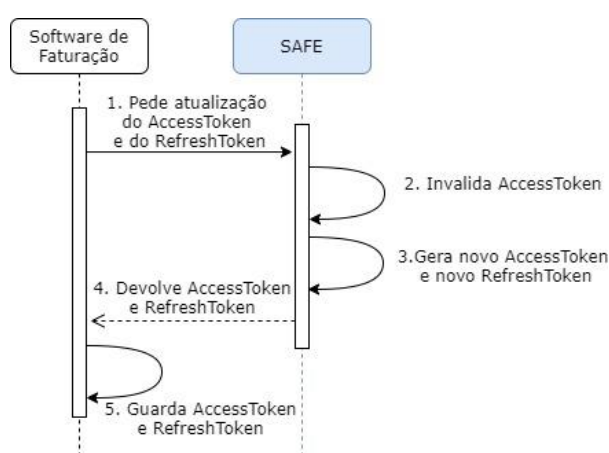 Software de
Faturação
SAFE
1. Pede atualização
do AccessToken
e do RefreshToken
2. Invalida AccessToken
3.Gera novo AccessToken
e novo RefreshToken
4. Devolve AccessToken
e RefreshToken
5. Guarda AccessToken
e RefreshToken